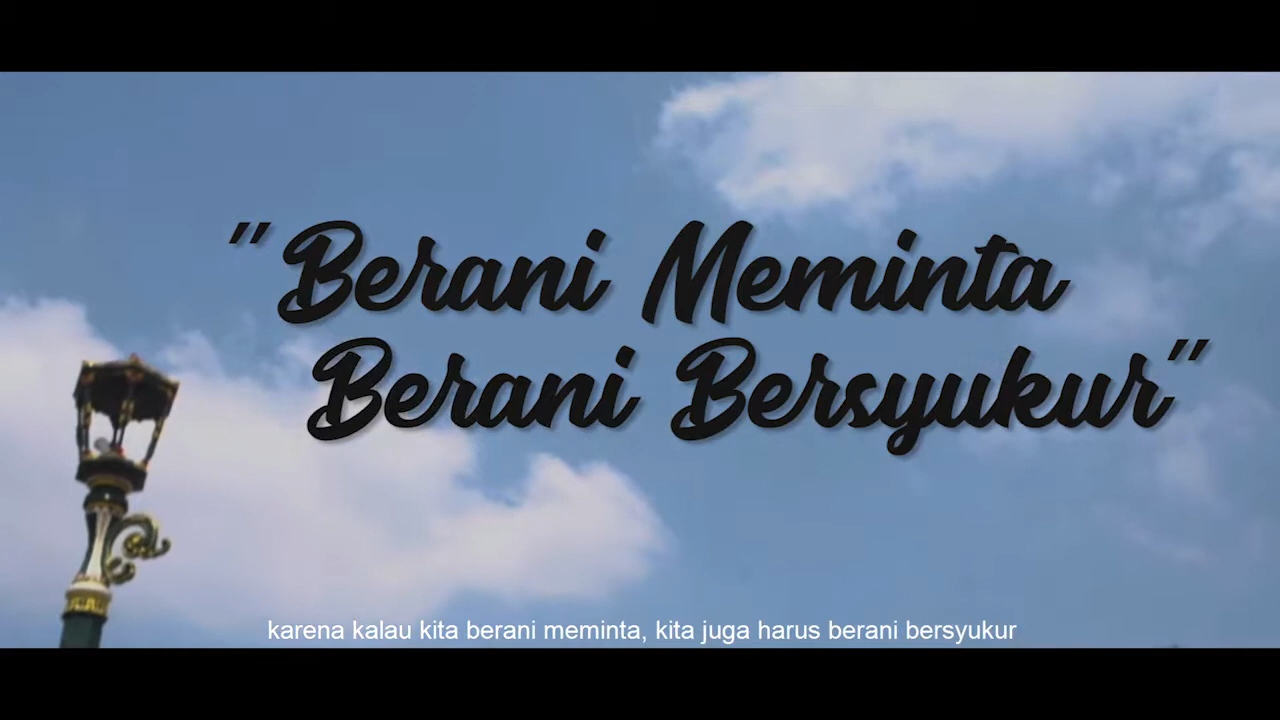 "Berani Meminta
Berani Bersyukur"
karena kalau kita berani meminta, kita juga harus berani bersyukur